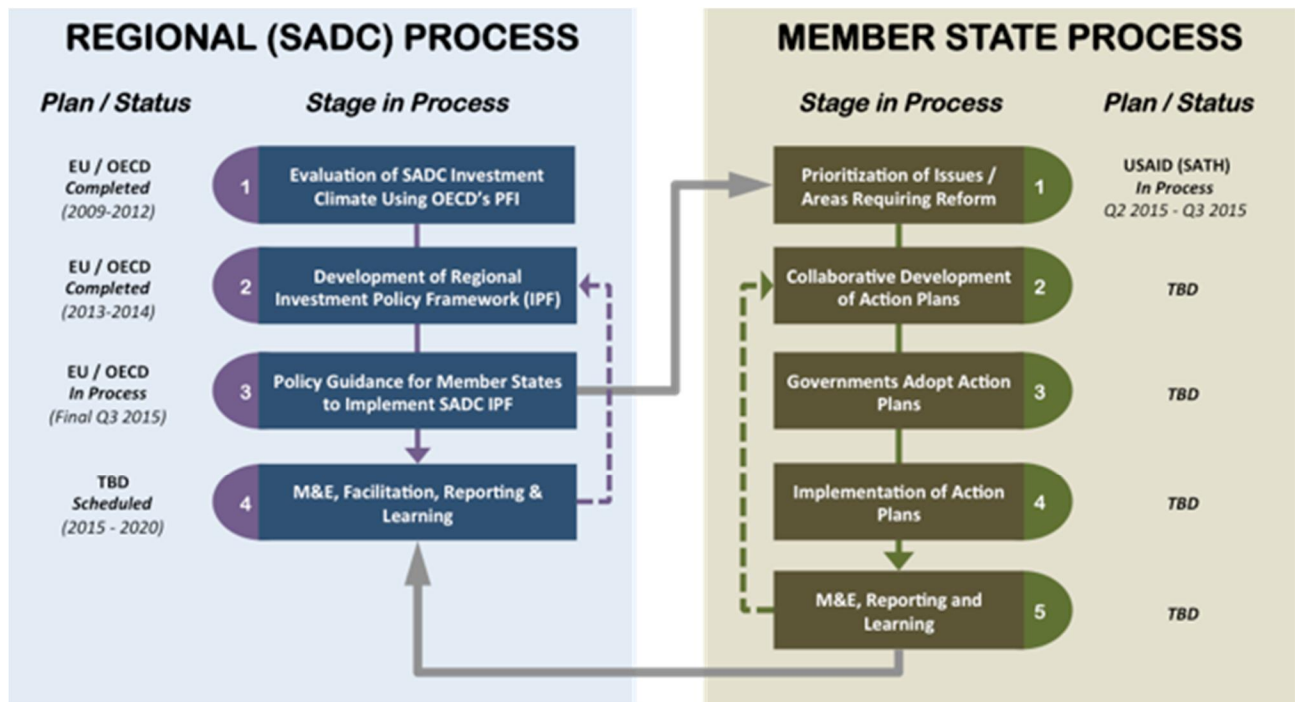 REGIONAL (SADC) PROCESS
Plan / Status
Stage in Process
EU / OECD
Completed
(2009-2012)
1
Evaluation of SADC Investment
Climate Using OECD's PFI
EU / OECD
Completed
(2013-2014)
2
Development of Regional
Investment Policy Framework (IPF)
EU / OECD
In Process
(Final Q3 2015)
3
Policy Guidance for Member States
to Implement SADC IPF
TBD
Scheduled
(2015 - 2020)
4
M&E, Facilitation, Reporting &
Learning
MEMBER STATE PROCESS
Stage in Process
Plan / Status
Prioritization of Issues /
Areas Requiring Reform
1
USAID (SATH)
In Process
Q2 2015 - Q3 2015
Collaborative Development
of Action Plans
2
TBD
Governments Adopt Action
Plans
3
TBD
Implementation of Action
Plans
4
TBD
M&E, Reporting and
Learning
5
TBD